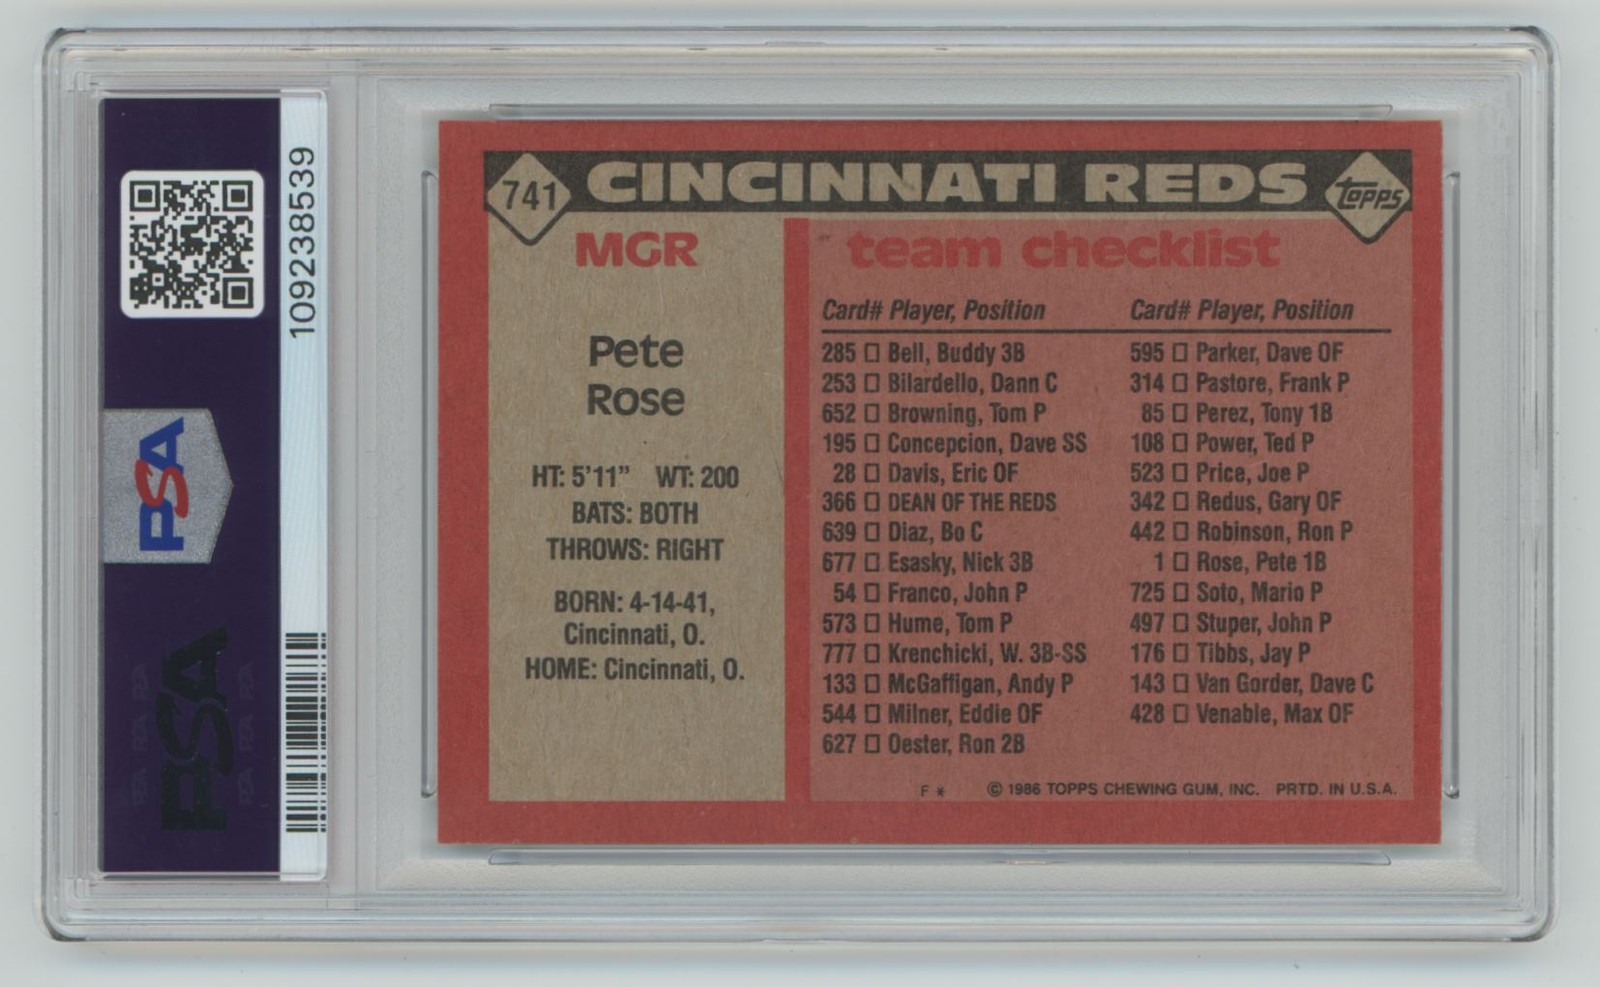 109238539
PSA
PSA
741
CINCINNATI REDS
TOPPS
MGR
Pete
Rose
HT: 5'11" WT: 200
BATS: BOTH
THROWS: RIGHT
BORN: 4-14-41,
Cincinnati, O.
HOME: Cincinnati, O.
team checklist
Card# Player, Position
285 □ Bell, Buddy 3B
253 □ Bilardello, Dann C
652 □ Browning, Tom P
195 □ Concepcion, Dave SS
28 □ Davis, Eric OF
366 □ DEAN OF THE REDS
639 □ Diaz, Bo C
677 □ Esasky, Nick 3B
54 □ Franco, John P
573 □ Hume, Tom P
777 □ Krenchicki, W. 3B-SS
133 □ McGaffigan, Andy P
544 □ Milner, Eddie OF
627 □ Oester, Ron 2B
Card# Player, Position
595 □ Parker, Dave OF
314 □ Pastore, Frank P
85 □ Perez, Tony 1B
108 □ Power, Ted P
523 □ Price, Joe P
342 □ Redus, Gary OF
442 □ Robinson, Ron P
1 □ Rose, Pete 1B
725 □ Soto, Mario P
497 □ Stuper, John P
176 □ Tibbs, Jay P
143 □ Van Gorder, Dave C
428 □ Venable, Max OF
F * © 1986 TOPPS CHEWING GUM, INC. PRTD. IN U.S.A.